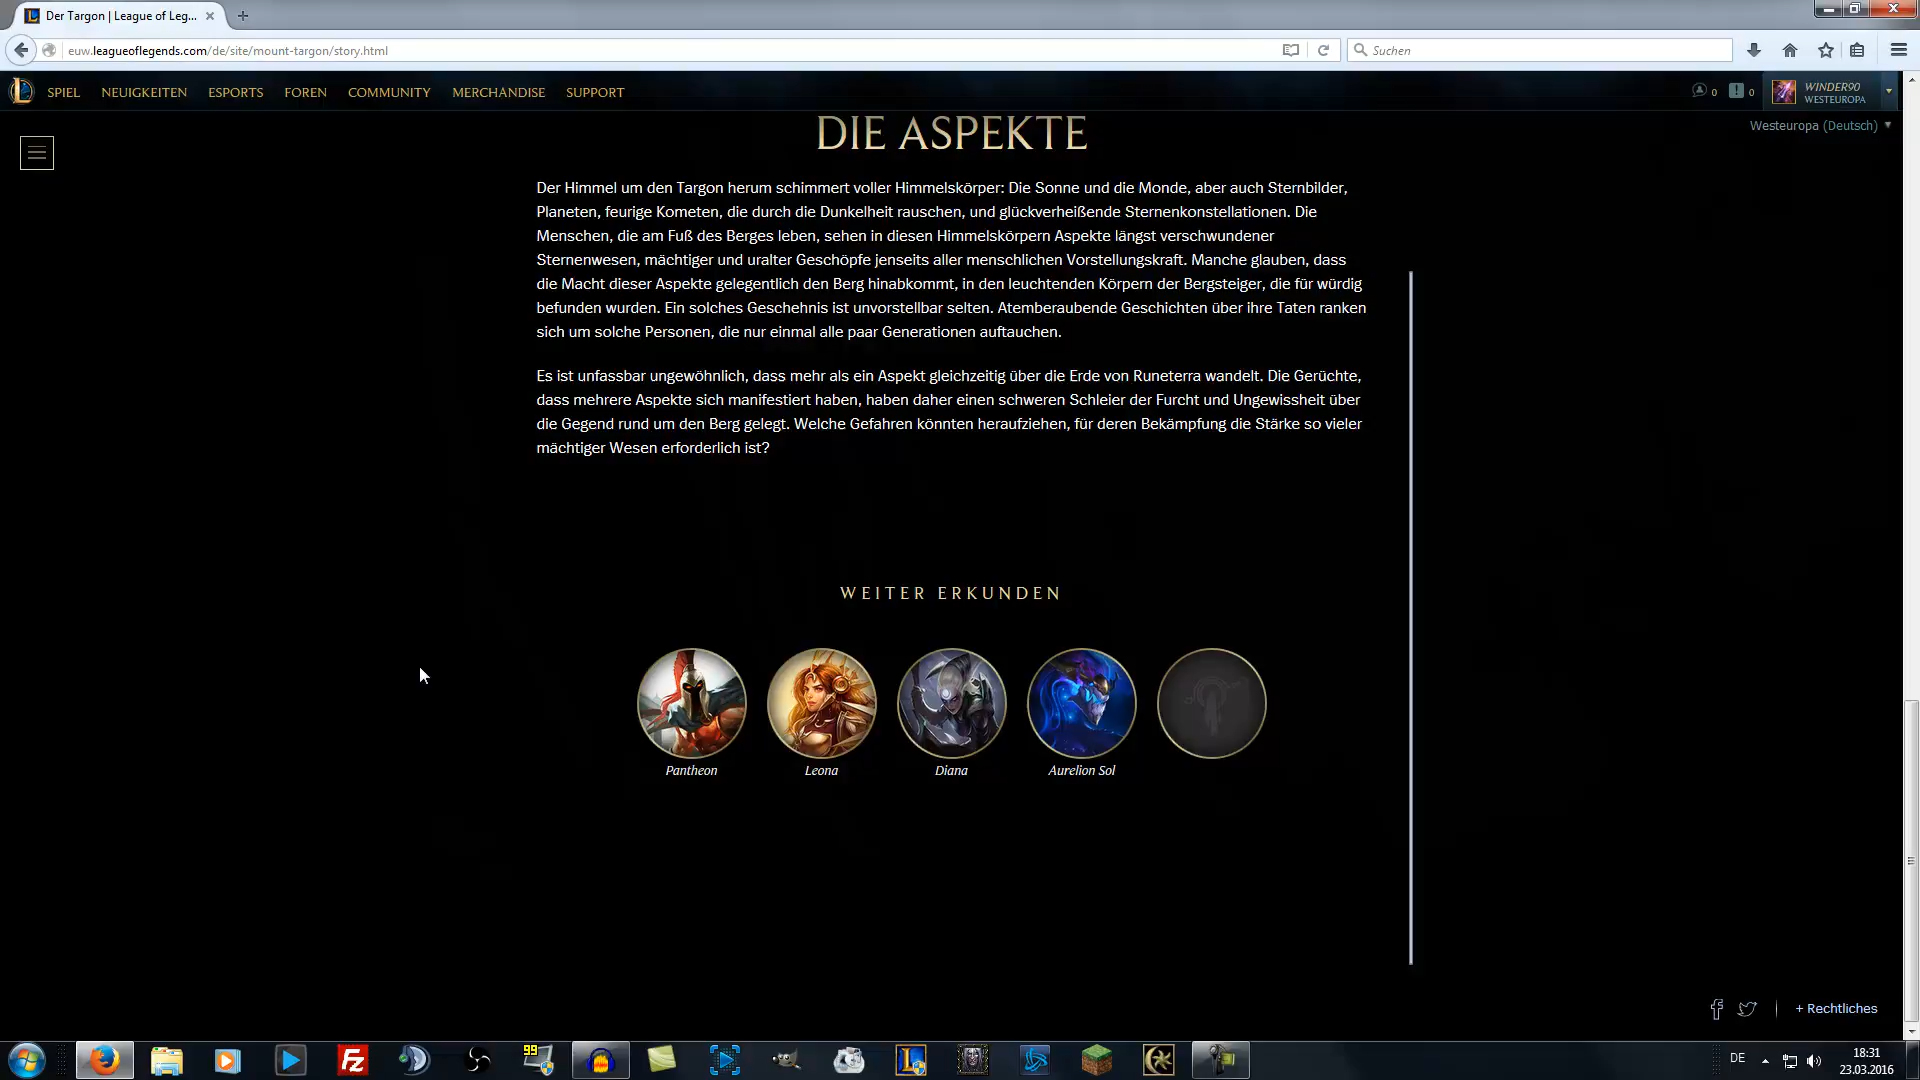 Der Targon | League of Leg...
euw.leagueoflegends.com/de/site/mount-targon/story.html
Suchen
SPIEL NEUIGKEITEN ESPORTS FOREN COMMUNITY MERCHANDISE SUPPORT
0 0
WINDER90
WESTEUROPA
Westeuropa (Deutsch)
DIE ASPEKTE
Der Himmel um den Targon herum schimmert voller Himmelskörper: Die Sonne und die Monde, aber auch Sternbilder,
Planeten, feurige Kometen, die durch die Dunkelheit rauschen, und glückverheißende Sternenkonstellationen. Die
Menschen, die am Fuß des Berges leben, sehen in diesen Himmelskörpern Aspekte längst verschwundener
Sternenwesen, mächtiger und uralter Geschöpfe jenseits aller menschlichen Vorstellungskraft. Manche glauben, dass
die Macht dieser Aspekte gelegentlich den Berg hinabkommt, in den leuchtenden Körpern der Bergsteiger, die für würdig
befunden wurden. Ein solches Geschehnis ist unvorstellbar selten. Atemberaubende Geschichten über ihre Taten ranken
sich um solche Personen, die nur einmal alle paar Generationen auftauchen.
Es ist unfassbar ungewöhnlich, dass mehr als ein Aspekt gleichzeitig über die Erde von Runeterra wandelt. Die Gerüchte,
dass mehrere Aspekte sich manifestiert haben, haben daher einen schweren Schleier der Furcht und Ungewissheit über
die Gegend rund um den Berg gelegt. Welche Gefahren könnten heraufziehen, für deren Bekämpfung die Stärke so vieler
mächtiger Wesen erforderlich ist?
WEITER ERKUNDEN
Pantheon Leona Diana Aurelion Sol
+ Rechtliches
FZ
99
L
DE
18:31
23.03.2016